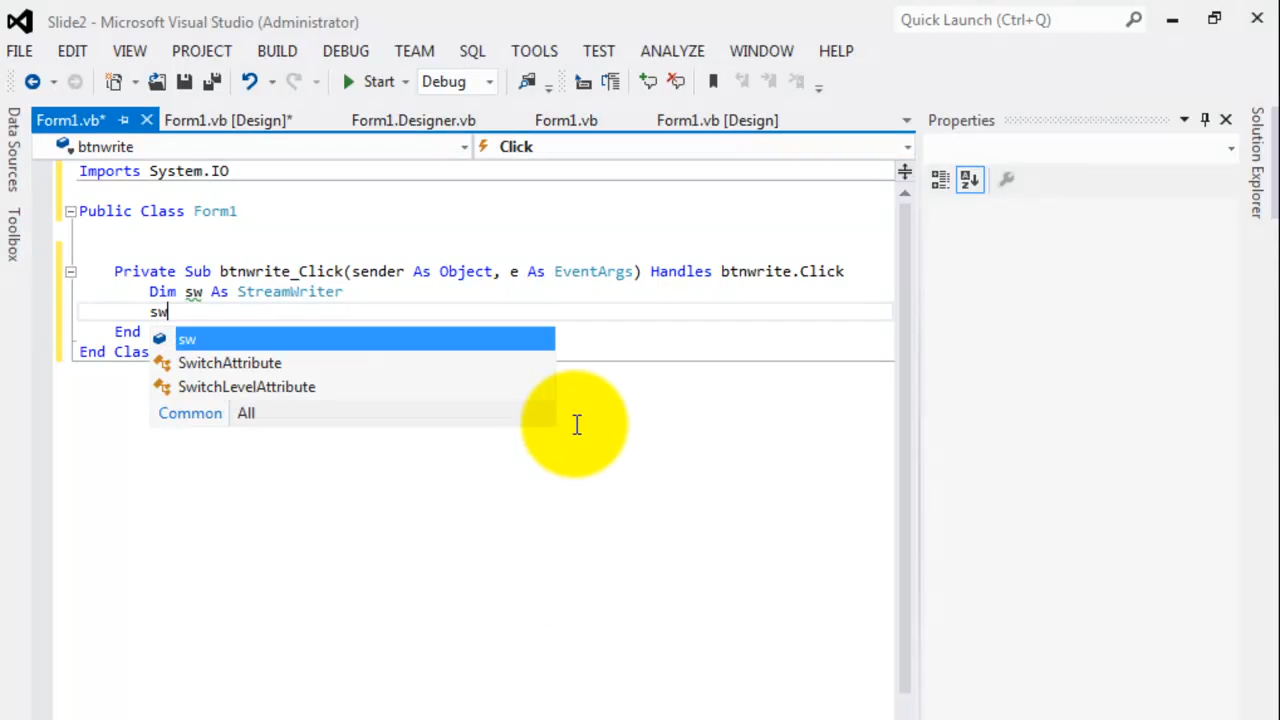 Slide2 - Microsoft Visual Studio (Administrator)
Quick Launch (Ctrl+Q)
FILE EDIT VIEW PROJECT BUILD DEBUG TEAM SQL TOOLS TEST ANALYZE WINDOW HELP
Start Debug
Data Sources
Toolbox
Form1.vb* Form1.vb [Design]* Form1.Designer.vb Form1.vb Form1.vb [Design]
Properties
Solution Explorer
btnwrite Click
Imports System.IO
Public Class Form1
Private Sub btnwrite_Click(sender As Object, e As EventArgs) Handles btnwrite.Click
Dim sw As StreamWriter
sw
End
End Clas
sw
SwitchAttribute
SwitchLevelAttribute
Common All